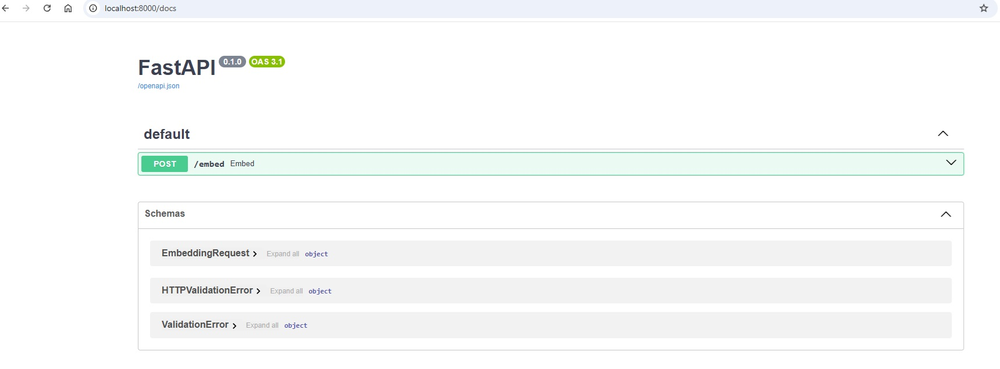 localhost:8000/docs
FastAPI 0.1.0 OAS 3.1
/openapi.json
default
POST /embed Embed
Schemas
EmbeddingRequest Expand all object
HTTPValidationError Expand all object
ValidationError Expand all object